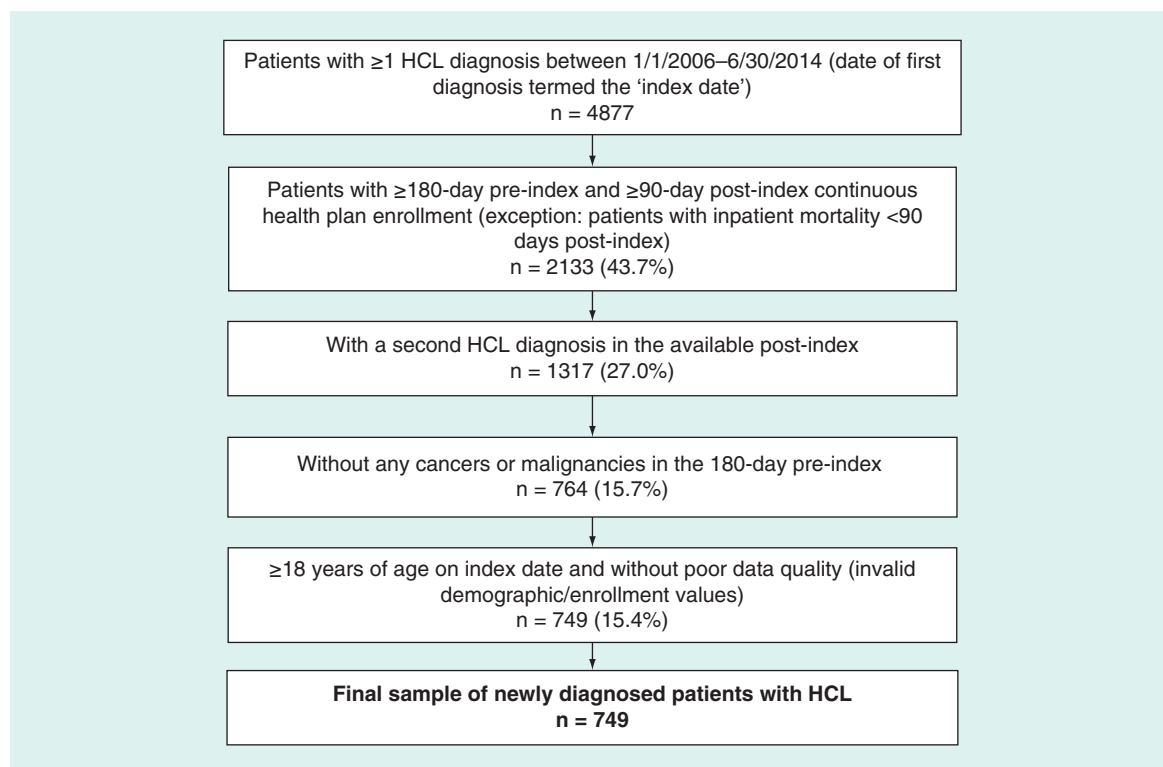 Patients with ≥1 HCL diagnosis between 1/1/2006–6/30/2014 (date of first
diagnosis termed the ‘index date’)
n = 4877
Patients with ≥180-day pre-index and ≥90-day post-index continuous
health plan enrollment (exception: patients with inpatient mortality <90
days post-index)
n = 2133 (43.7%)
With a second HCL diagnosis in the available post-index
n = 1317 (27.0%)
Without any cancers or malignancies in the 180-day pre-index
n = 764 (15.7%)
≥18 years of age on index date and without poor data quality (invalid
demographic/enrollment values)
n = 749 (15.4%)
Final sample of newly diagnosed patients with HCL
n = 749